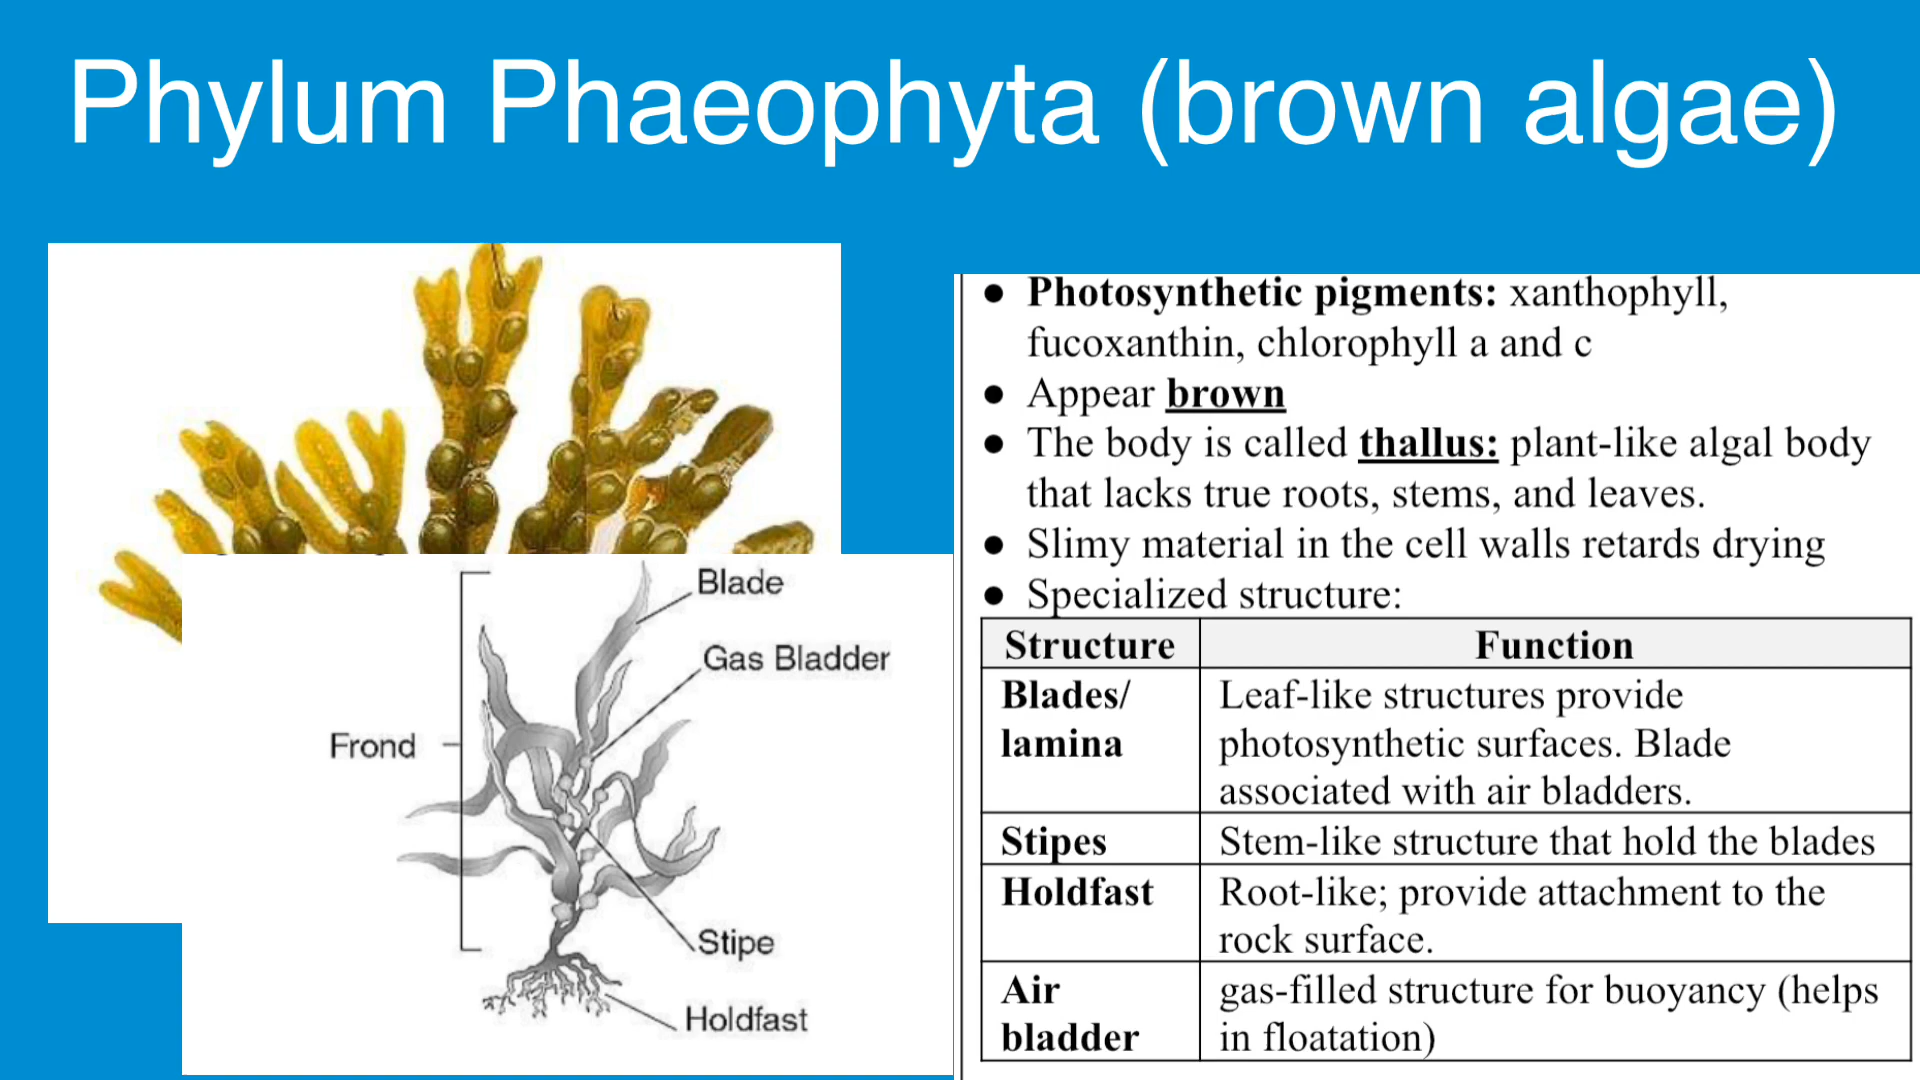 Phylum Phaeophyta (brown algae)
Blade
Gas Bladder
Frond
Stipe
Holdfast
● Photosynthetic pigments: xanthophyll,
fucoxanthin, chlorophyll a and c
● Appear brown
● The body is called thallus: plant-like algal body
that lacks true roots, stems, and leaves.
● Slimy material in the cell walls retards drying
● Specialized structure:
Structure Function
Blades/ Leaf-like structures provide
lamina photosynthetic surfaces. Blade
associated with air bladders.
Stipes Stem-like structure that hold the blades
Holdfast Root-like; provide attachment to the
rock surface.
Air gas-filled structure for buoyancy (helps
bladder in floatation)